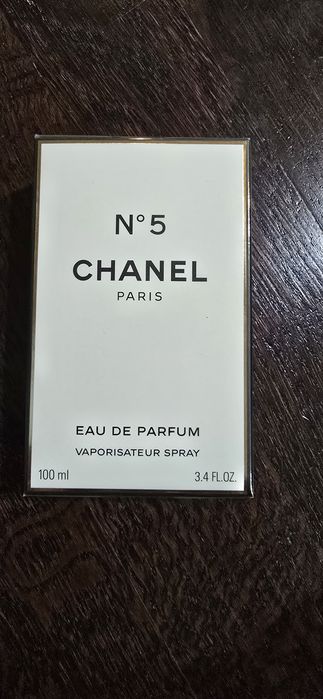 N°5
CHANEL
PARIS
EAU DE PARFUM
VAPORISATEUR SPRAY
100 ml 3.4 FL.OZ.